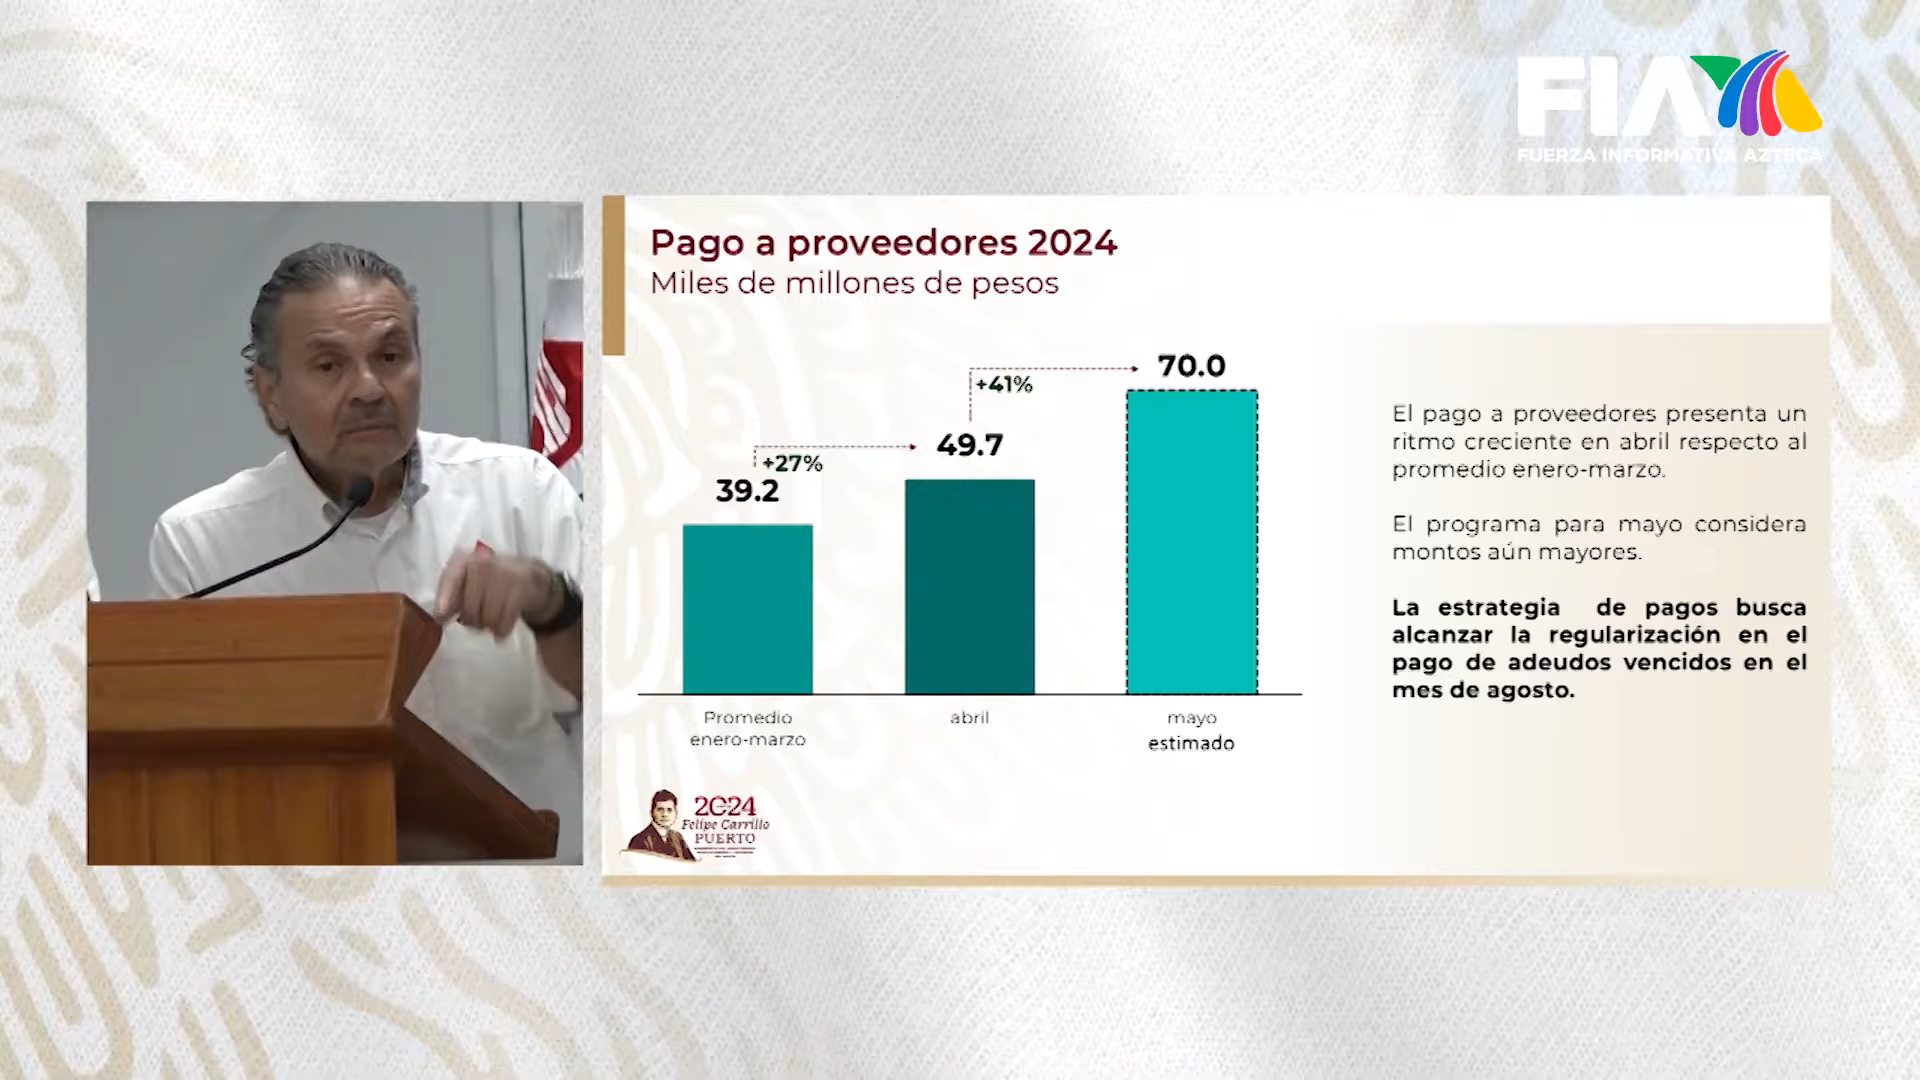 FIA
FUERZA INFORMATIVA AZTECA
Pago a proveedores 2024
Miles de millones de pesos
70.0
+41%
49.7
+27%
39.2
Promedio
enero-marzo
abril
mayo
estimado
El pago a proveedores presenta un
ritmo creciente en abril respecto al
promedio enero-marzo.
El programa para mayo considera
montos aún mayores.
La estrategia de pagos busca
alcanzar la regularización en el
pago de adeudos vencidos en el
mes de agosto.
2024
Felipe Carrillo
PUERTO